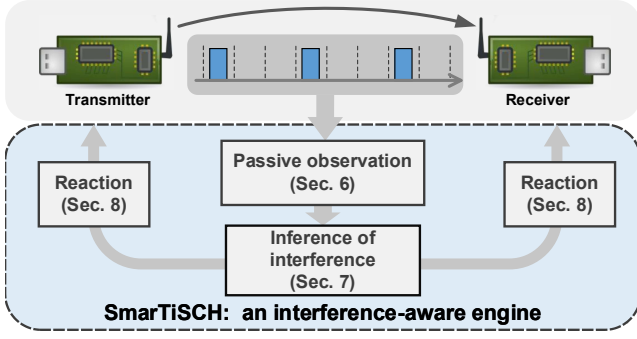 Transmitter
Receiver
Passive observation
(Sec. 6)
Reaction
(Sec. 8)
Reaction
(Sec. 8)
Inference of
interference
(Sec. 7)
SmarTiSCH: an interference-aware engine